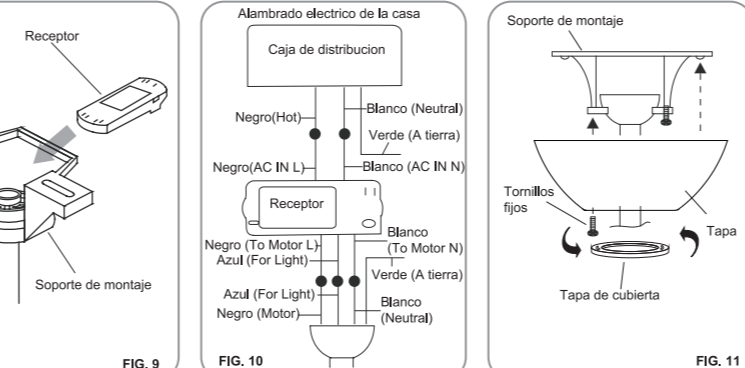 Receptor
Soporte de montaje
FIG. 9
Alambrado electrico de la casa
Caja de distribucion
Negro(Hot)
Blanco (Neutral)
Verde (A tierra)
Negro(AC IN L)
Blanco (AC IN N)
Receptor
Negro (To Motor L)
Blanco
(To Motor N)
Azul (For Light)
Verde (A tierra)
Azul (For Light)
Negro (Motor)
Blanco
(Neutral)
FIG. 10
Soporte de montaje
Tornillos
fijos
Tapa
Tapa de cubierta
FIG. 11